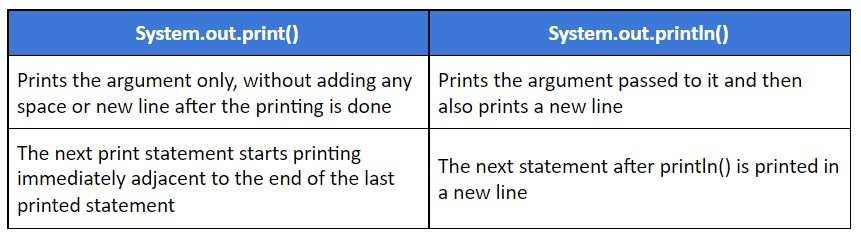 System.out.print()
System.out.println()
Prints the argument only, without adding any
space or new line after the printing is done
Prints the argument passed to it and then
also prints a new line
The next print statement starts printing
immediately adjacent to the end of the last
printed statement
The next statement after println() is printed in
a new line